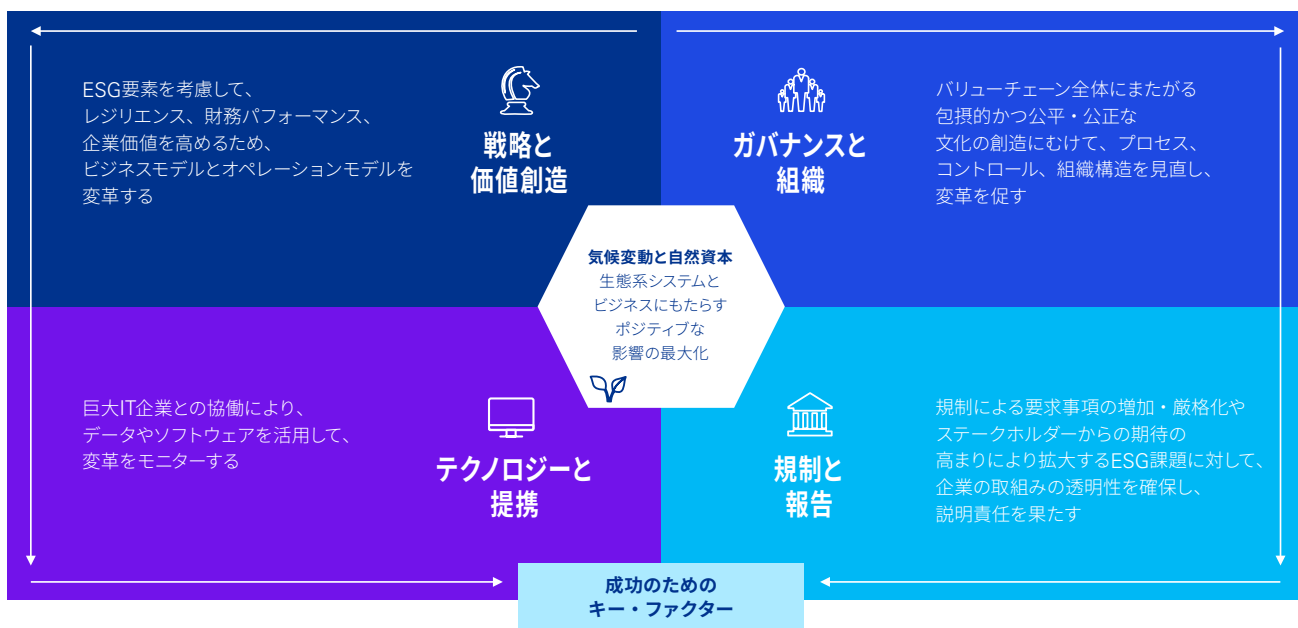 ESG要素を考慮して、
レジリエンス、財務パフォーマンス、
企業価値を高めるため、
ビジネスモデルとオペレーションモデルを
変革する
戦略と
価値創造
ガバナンスと
組織
バリューチェーン全体にまたがる
包摂的かつ公平・公正な
文化の創造にむけて、プロセス、
コントロール、組織構造を見直し、
変革を促す
気候変動と自然資本
生態系システムと
ビジネスにもたらす
ポジティブな
影響の最大化
巨大IT企業との協働により、
データやソフトウェアを活用して、
変革をモニターする
テクノロジーと
提携
規制と
報告
規制による要求事項の増加・厳格化や
ステークホルダーからの期待の
高まりにより拡大するESG課題に対して、
企業の取組みの透明性を確保し、
説明責任を果たす
成功のための
キー・ファクター